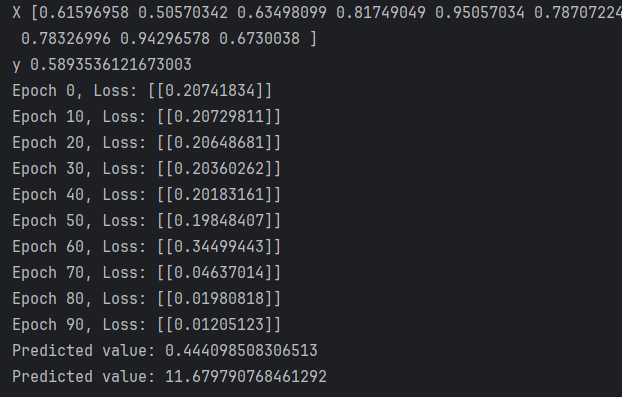 X [0.61596958 0.50570342 0.63498099 0.81749049 0.95057034 0.78707224
0.78326996 0.94296578 0.6730038 ]
y 0.5893536121673003
Epoch 0, Loss: [[0.20741834]]
Epoch 10, Loss: [[0.20729811]]
Epoch 20, Loss: [[0.20648681]]
Epoch 30, Loss: [[0.20360262]]
Epoch 40, Loss: [[0.20183161]]
Epoch 50, Loss: [[0.19848407]]
Epoch 60, Loss: [[0.34499443]]
Epoch 70, Loss: [[0.04637014]]
Epoch 80, Loss: [[0.01980818]]
Epoch 90, Loss: [[0.01205123]]
Predicted value: 0.444098508306513
Predicted value: 11.679790768461292